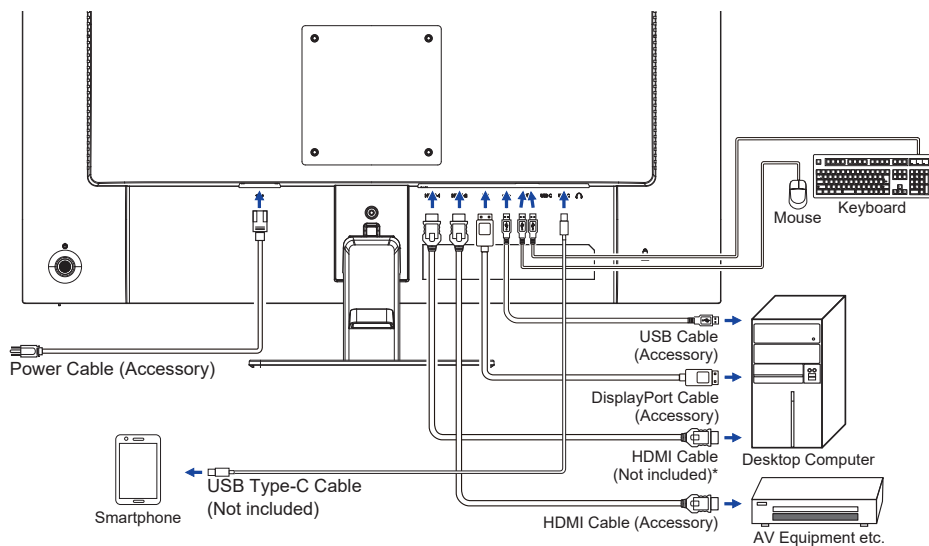 Mouse
Keyboard
USB Cable
(Accessory)
Power Cable (Accessory)
DisplayPort Cable
(Accessory)
HDMI Cable
(Not included)*
Desktop Computer
USB Type-C Cable
(Not included)
Smartphone
HDMI Cable (Accessory)
AV Equipment etc.